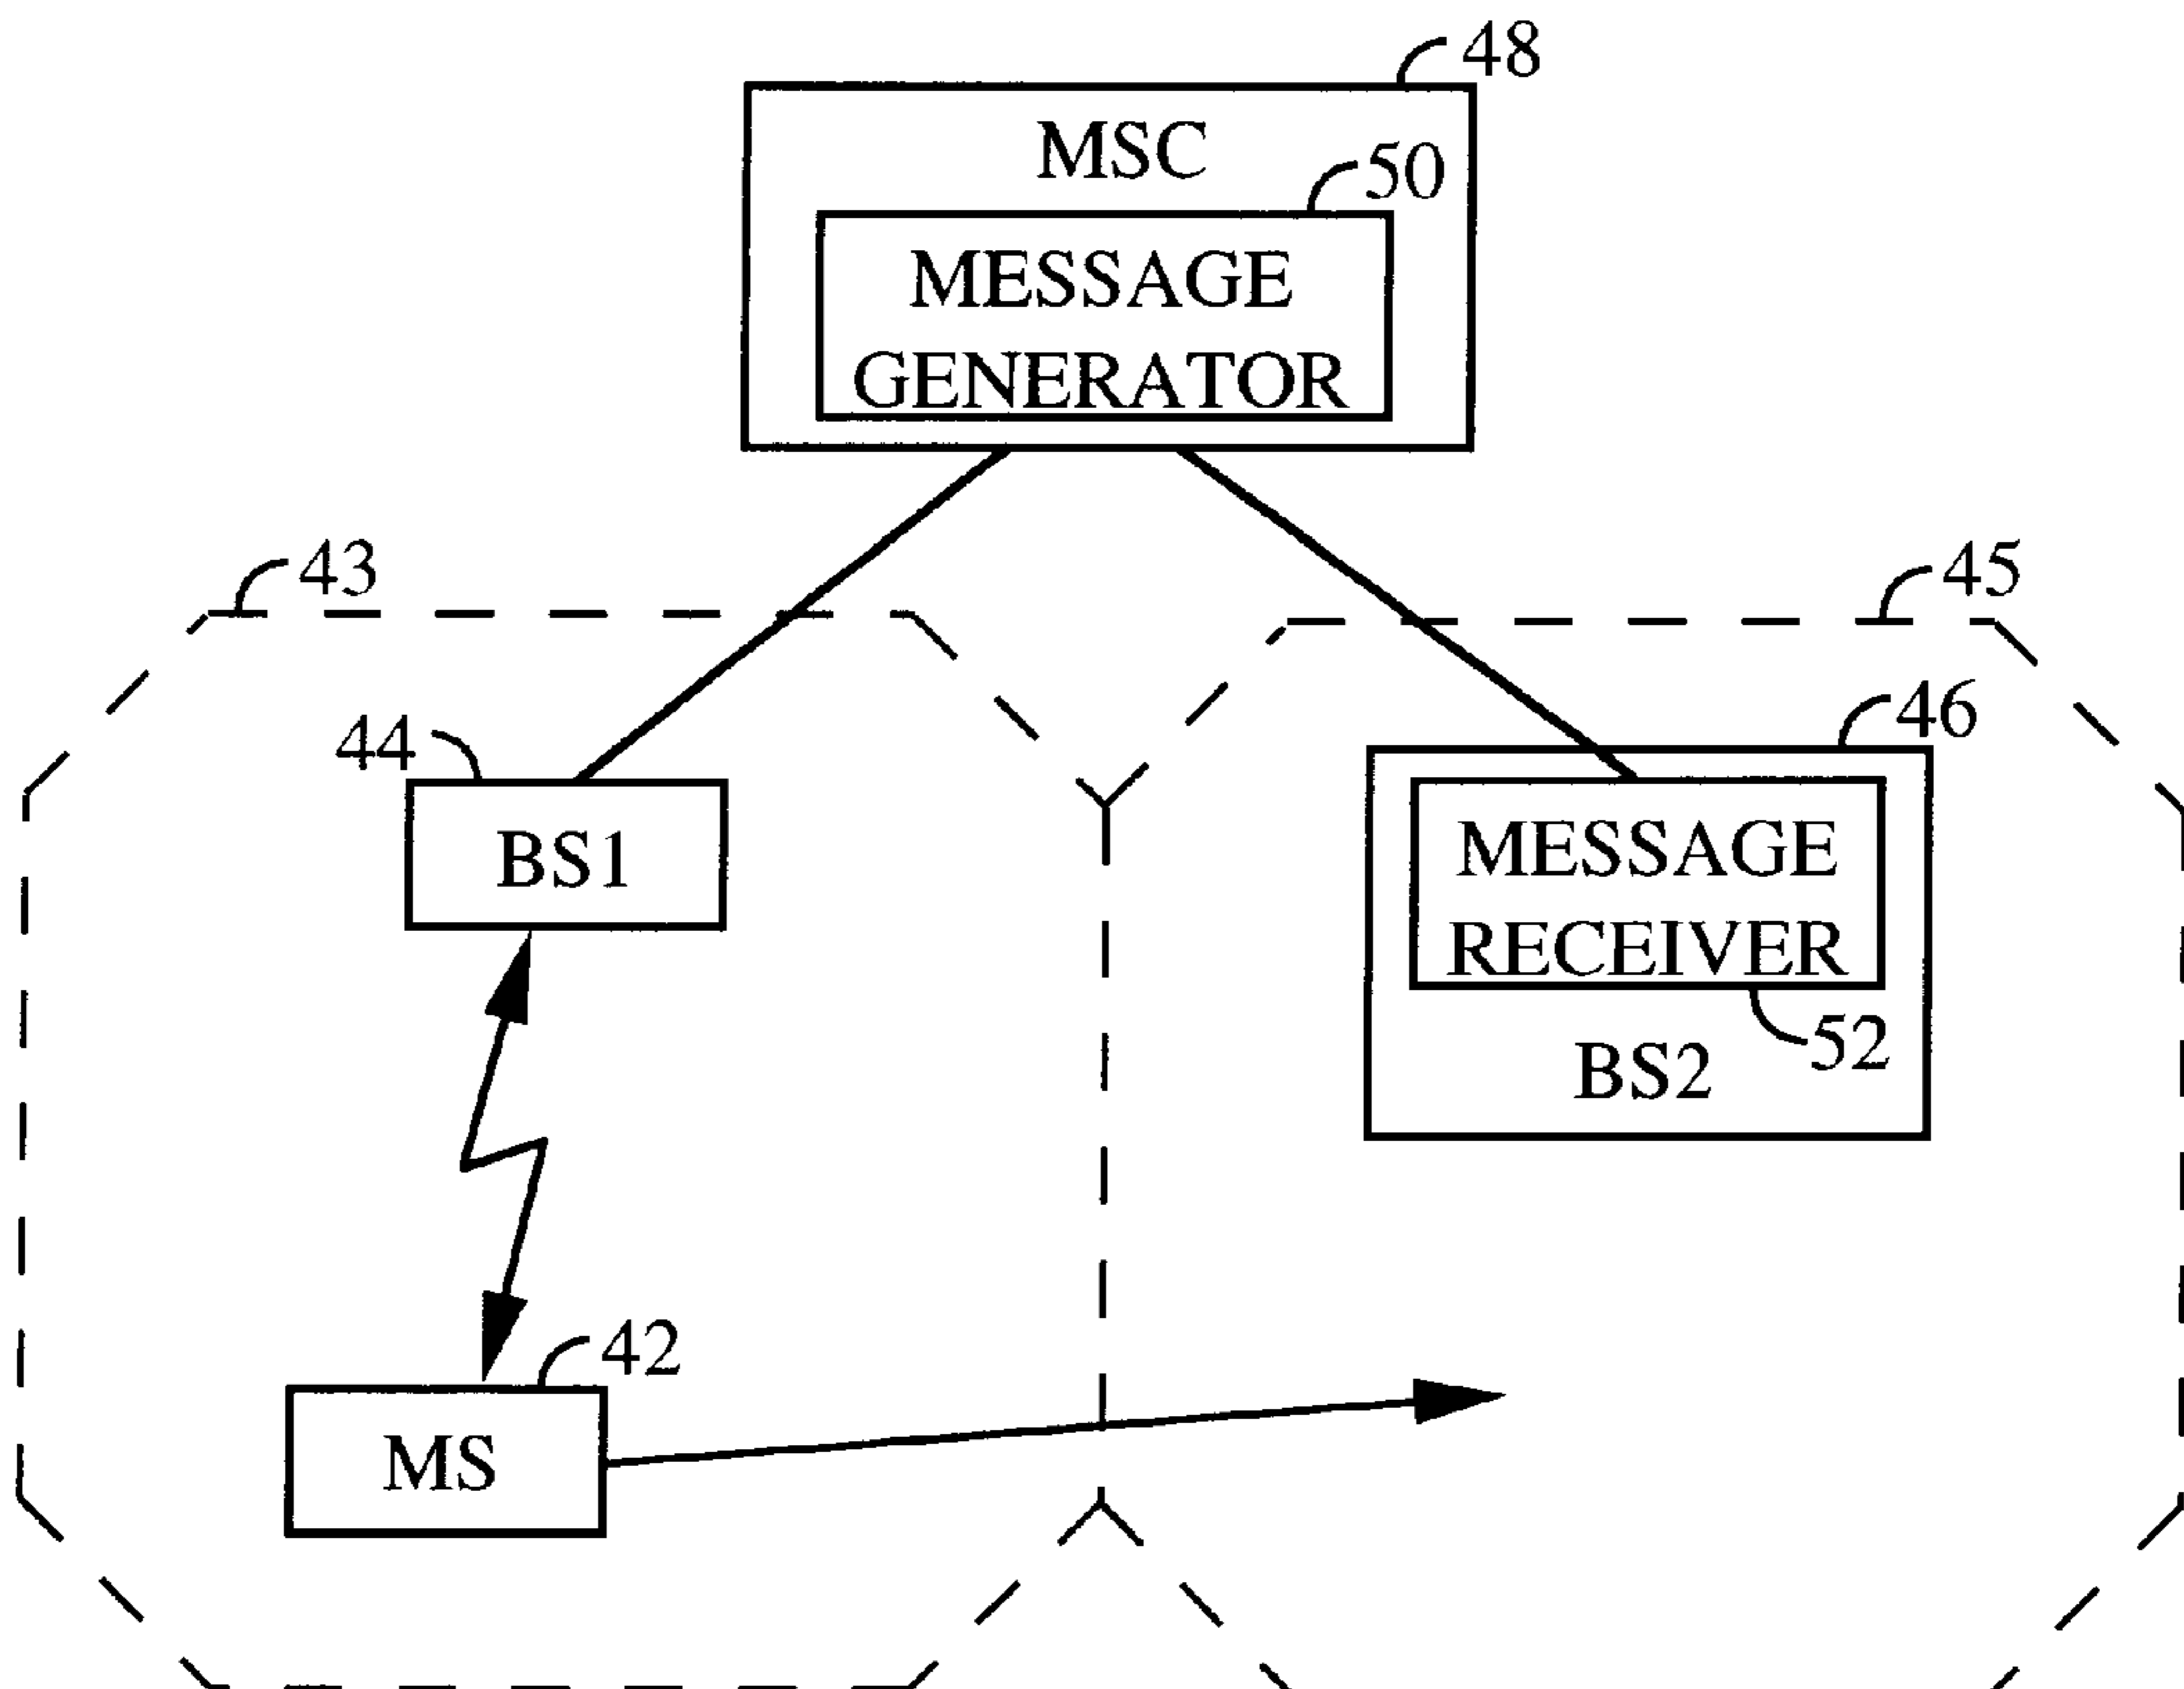 48
MSC
50
MESSAGE
GENERATOR
43
45
44
46
BS1
MESSAGE
RECEIVER
52
BS2
42
MS